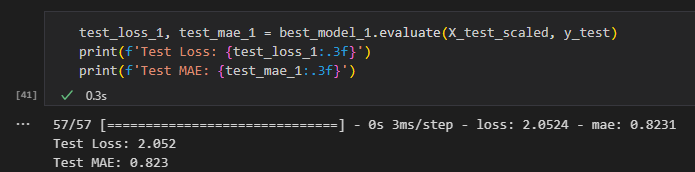 test_loss_1, test_mae_1 = best_model_1.evaluate(X_test_scaled, y_test)
print(f'Test Loss: {test_loss_1:.3f}')
print(f'Test MAE: {test_mae_1:.3f}')
[41] ✓ 0.3s
... 57/57 [==============================] - 0s 3ms/step - loss: 2.0524 - mae: 0.8231
Test Loss: 2.052
Test MAE: 0.823